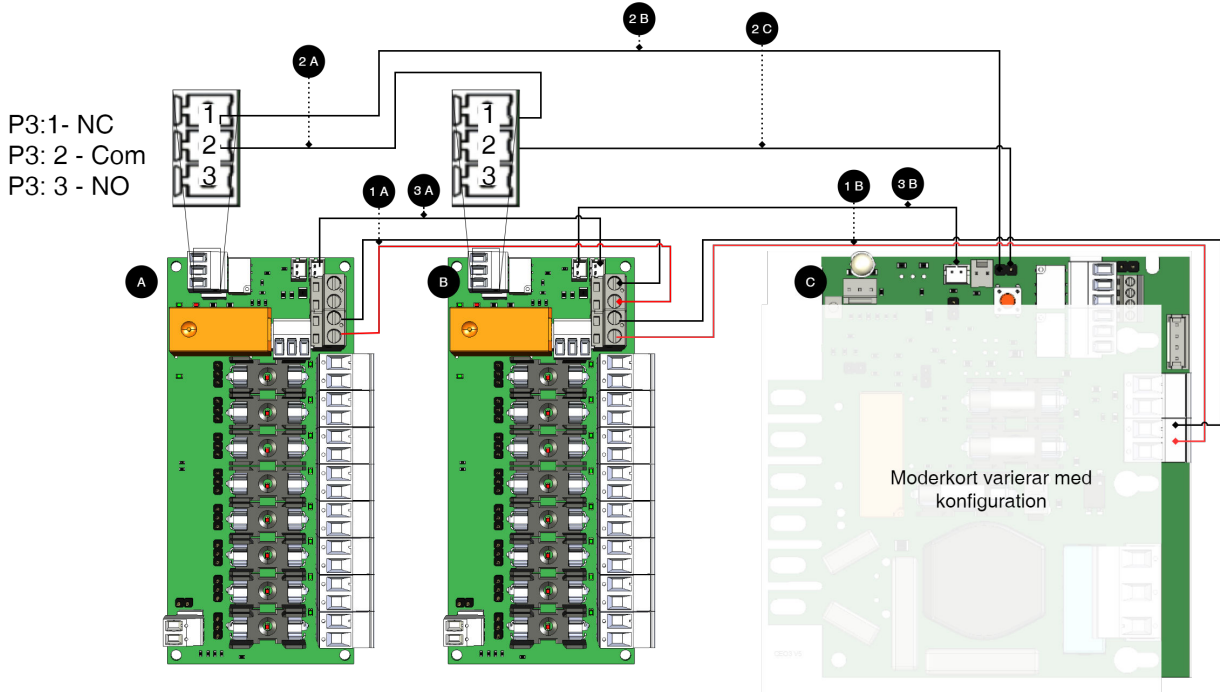 2 B
2 C
2 A
1
2
3
1
2
3
P3:1- NC
P3: 2 - Com
P3: 3 - NO
1 A
3 A
1 B
3 B
A
B
C
Moderkort varierar med
konfiguration